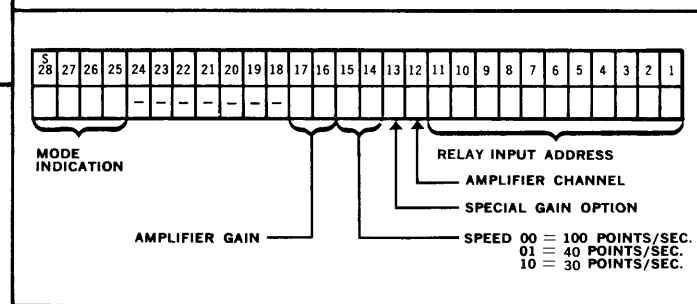 S
28 27 26 25 24 23 22 21 20 19 18 17 16 15 14 13 12 11 10 9 8 7 6 5 4 3 2 1
– – – – – – –
MODE
INDICATION
RELAY INPUT ADDRESS
AMPLIFIER CHANNEL
SPECIAL GAIN OPTION
AMPLIFIER GAIN
SPEED 00 = 100 POINTS/SEC.
01 = 40 POINTS/SEC.
10 = 30 POINTS/SEC.